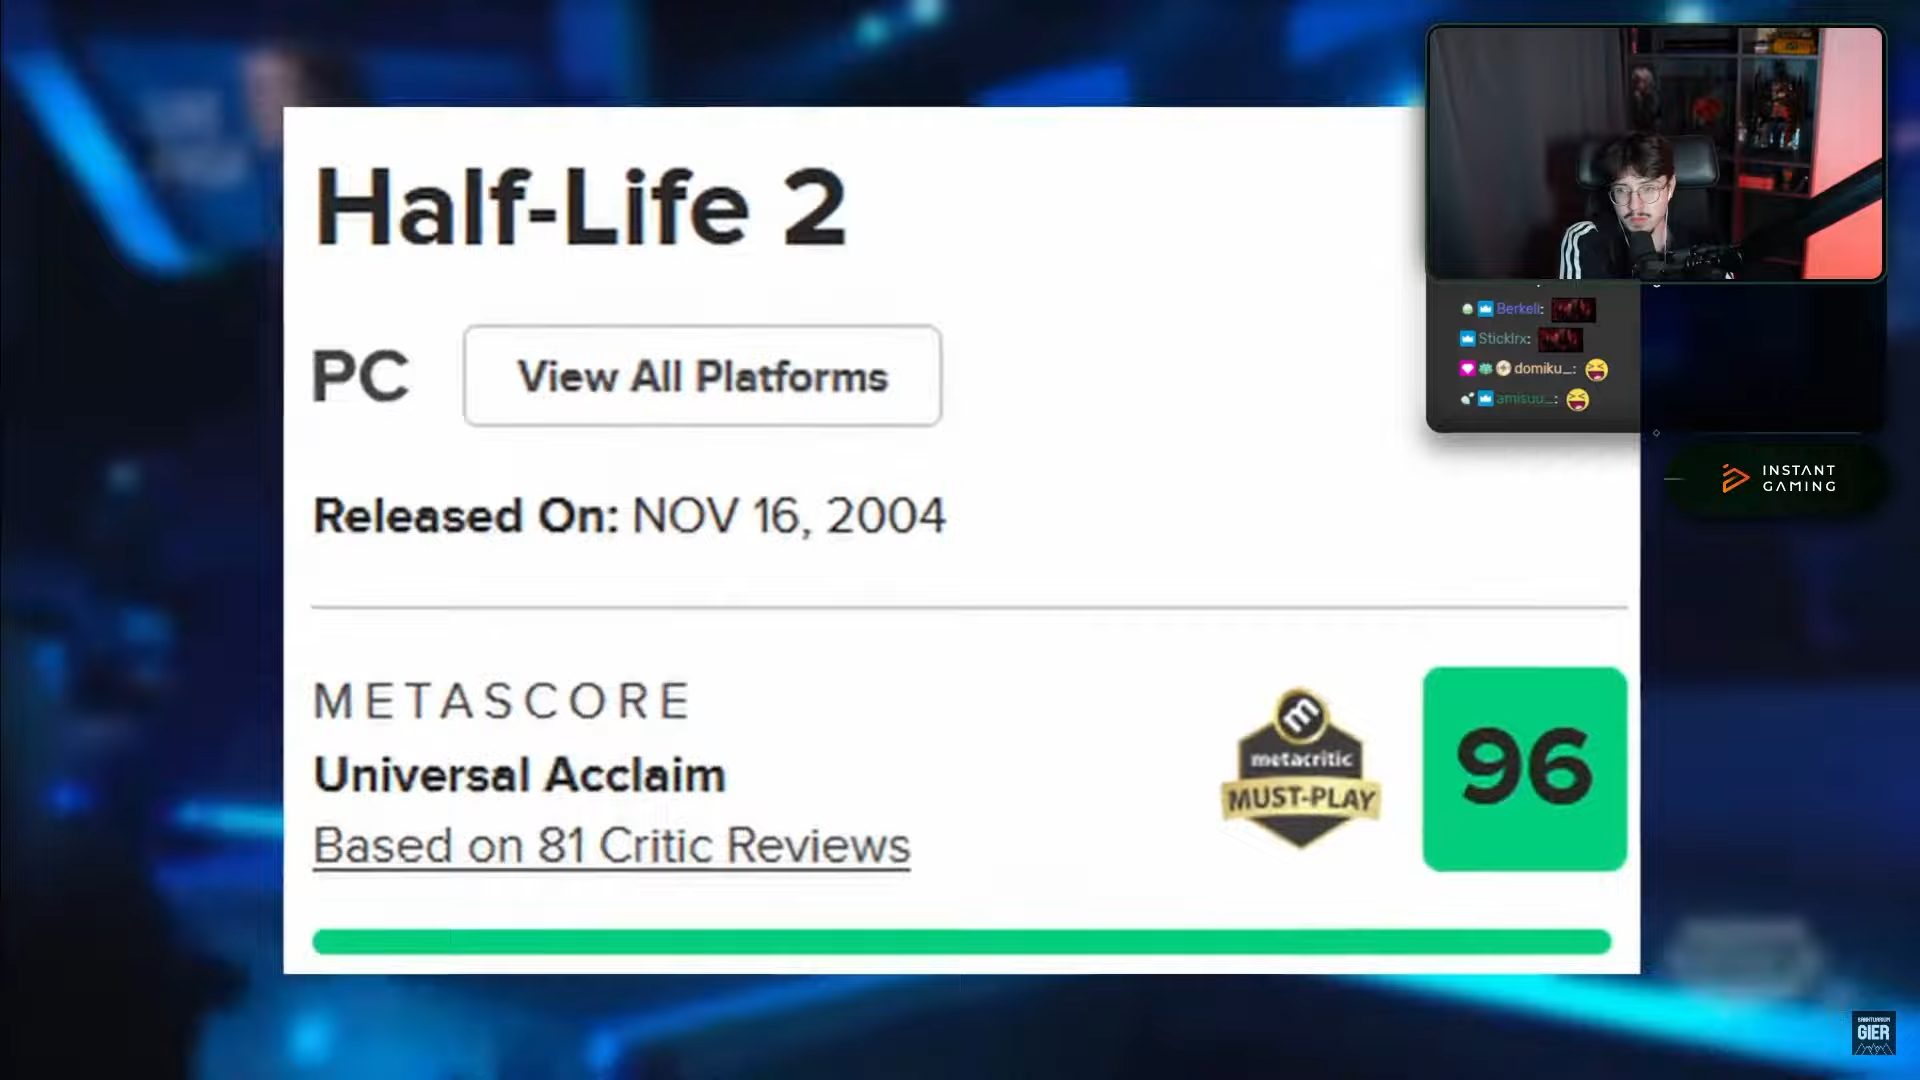 Half-Life 2
PC
View All Platforms
Released On: NOV 16, 2004
METASCORE
Universal Acclaim
Based on 81 Critic Reviews
metacritic
MUST-PLAY
96
Berkeli:
Sticklrx:
domiku_:
amisuu_:
INSTANT
GAMING
GIER